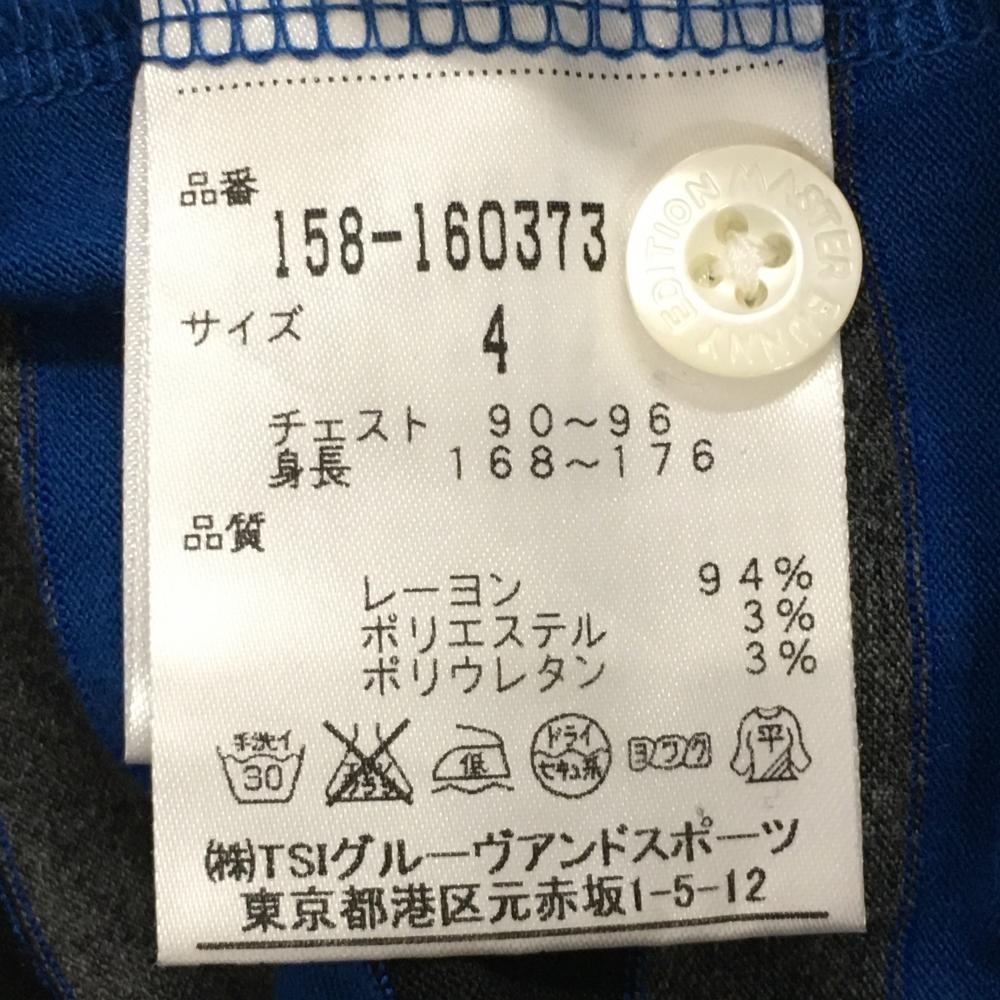 品番
158-160373
MASTER BUNNY EDITION
サイズ 4
チェスト 90~96
身長 168~176
品質
レーヨン 94%
ポリエステル 3%
ポリウレタン 3%
手洗イ 30 低 ドライ セキユ系 ヨワク 平
㈱TSIグルーヴアンドスポーツ
東京都港区元赤坂1-5-12